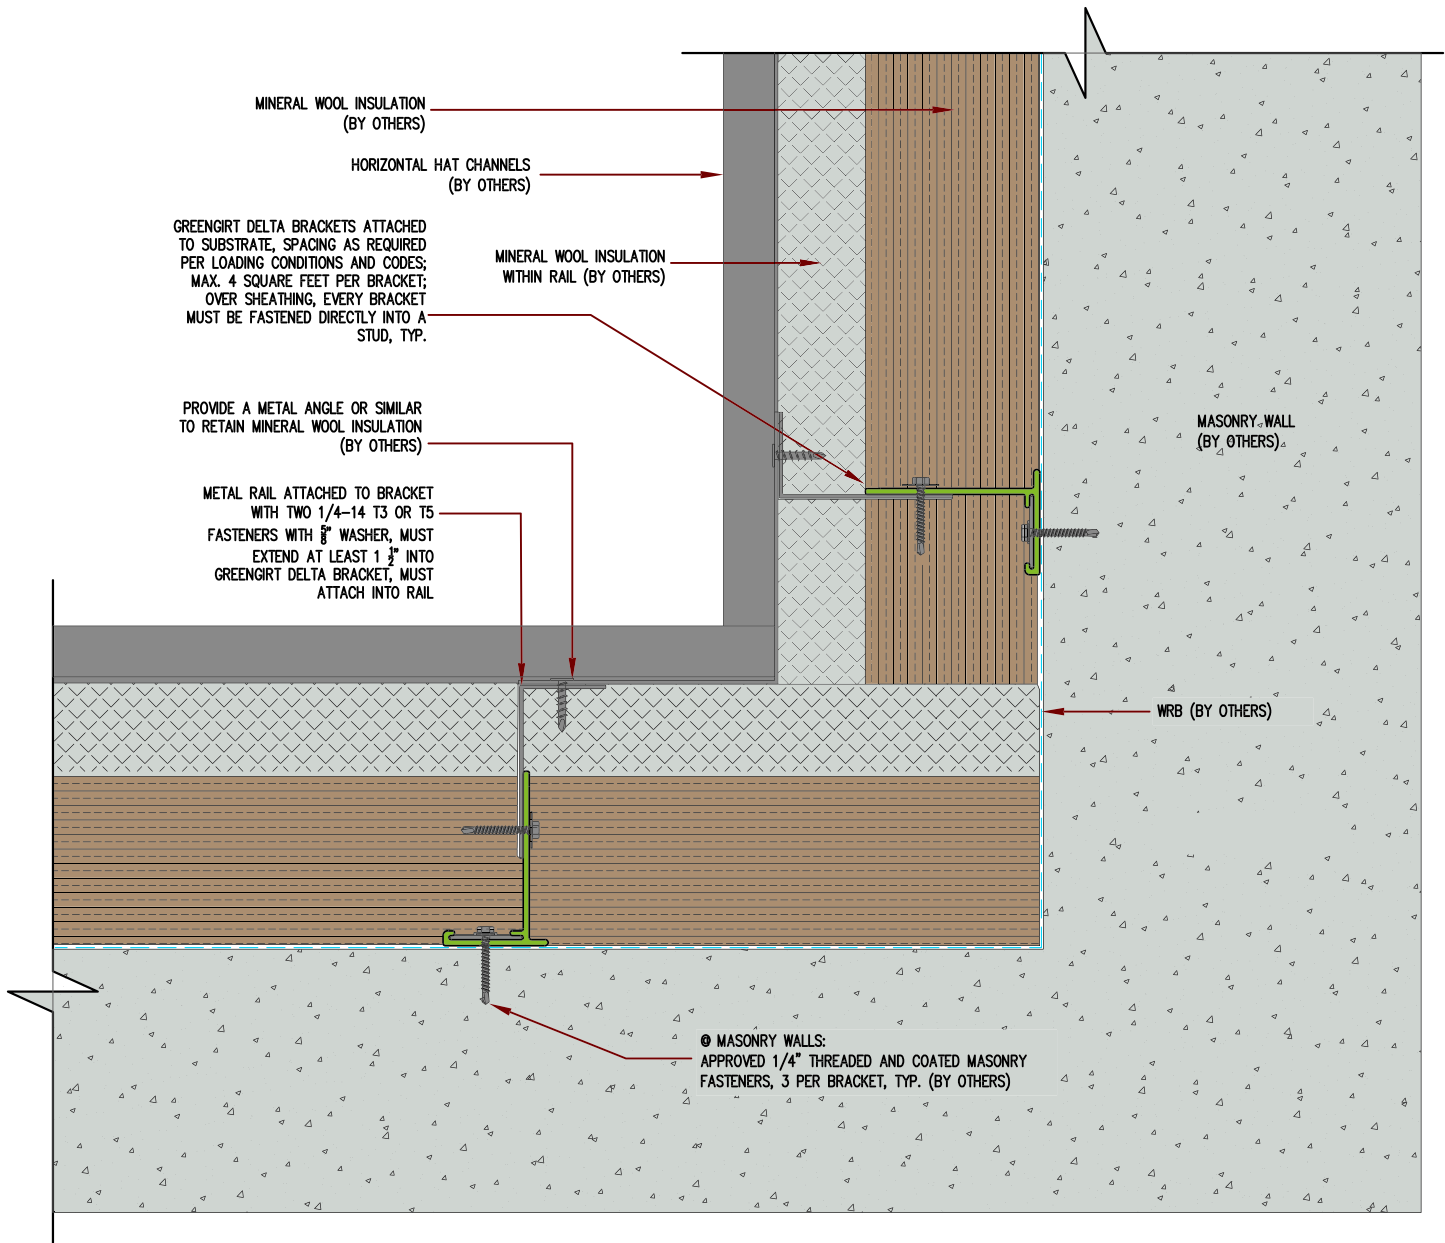 MINERAL WOOL INSULATION
(BY OTHERS)
HORIZONTAL HAT CHANNELS
(BY OTHERS)
GREENGIRT DELTA BRACKETS ATTACHED
TO SUBSTRATE, SPACING AS REQUIRED
PER LOADING CONDITIONS AND CODES;
MAX. 4 SQUARE FEET PER BRACKET;
OVER SHEATHING, EVERY BRACKET
MUST BE FASTENED DIRECTLY INTO A
STUD, TYP.
MINERAL WOOL INSULATION
WITHIN RAIL (BY OTHERS)
PROVIDE A METAL ANGLE OR SIMILAR
TO RETAIN MINERAL WOOL INSULATION
(BY OTHERS)
MASONRY WALL
(BY OTHERS)
METAL RAIL ATTACHED TO BRACKET
WITH TWO 1/4-14 T3 OR T5
FASTENERS WITH 5/8" WASHER, MUST
EXTEND AT LEAST 1 1/2" INTO
GREENGIRT DELTA BRACKET, MUST
ATTACH INTO RAIL
WRB (BY OTHERS)
@ MASONRY WALLS:
APPROVED 1/4" THREADED AND COATED MASONRY
FASTENERS, 3 PER BRACKET, TYP. (BY OTHERS)